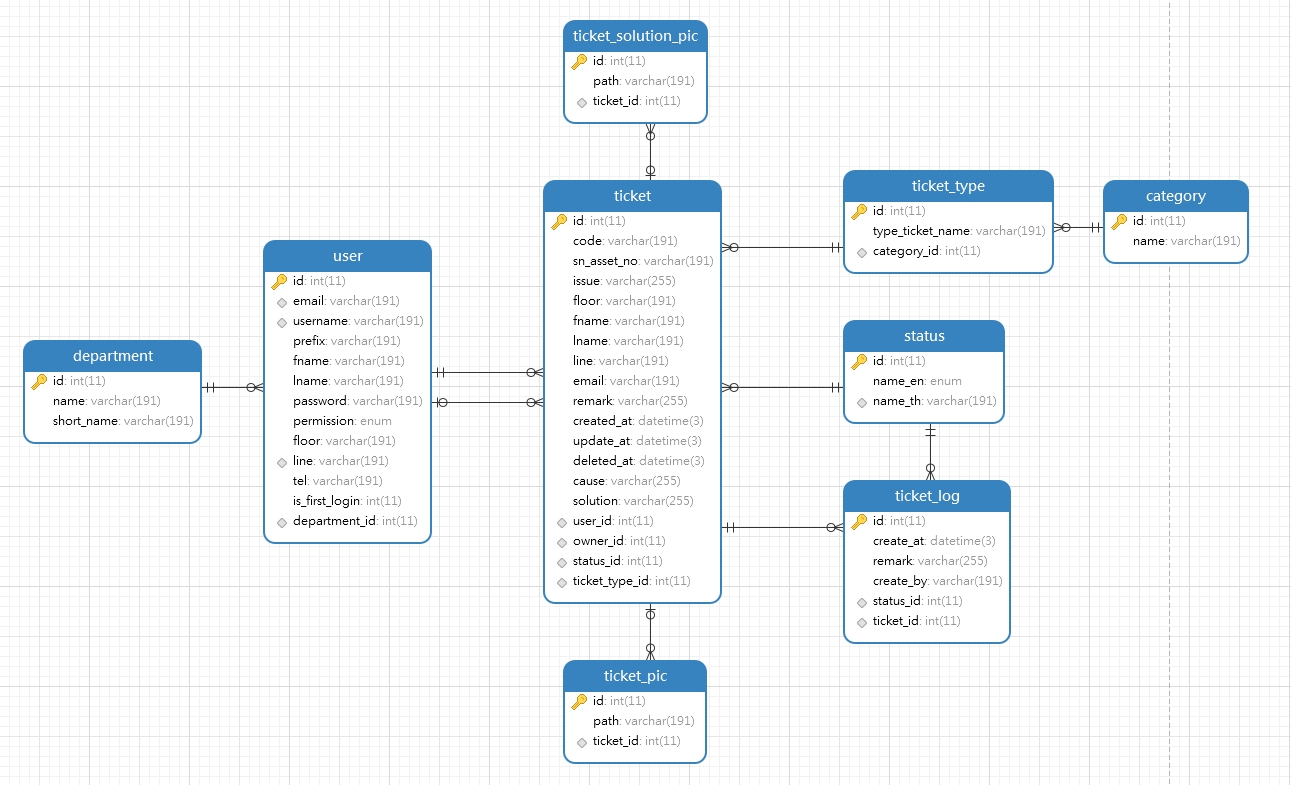 ticket_solution_pic
id: int(11)
path: varchar(191)
ticket_id: int(11)
ticket
id: int(11)
code: varchar(191)
sn_asset_no: varchar(191)
issue: varchar(255)
floor: varchar(191)
fname: varchar(191)
lname: varchar(191)
line: varchar(191)
email: varchar(191)
remark: varchar(255)
created_at: datetime(3)
update_at: datetime(3)
deleted_at: datetime(3)
cause: varchar(255)
solution: varchar(255)
user_id: int(11)
owner_id: int(11)
status_id: int(11)
ticket_type_id: int(11)
ticket_type
id: int(11)
type_ticket_name: varchar(191)
category_id: int(11)
category
id: int(11)
name: varchar(191)
user
id: int(11)
email: varchar(191)
username: varchar(191)
prefix: varchar(191)
fname: varchar(191)
lname: varchar(191)
password: varchar(191)
permission: enum
floor: varchar(191)
line: varchar(191)
tel: varchar(191)
is_first_login: int(11)
department_id: int(11)
department
id: int(11)
name: varchar(191)
short_name: varchar(191)
status
id: int(11)
name_en: enum
name_th: varchar(191)
ticket_log
id: int(11)
create_at: datetime(3)
remark: varchar(255)
create_by: varchar(191)
status_id: int(11)
ticket_id: int(11)
ticket_pic
id: int(11)
path: varchar(191)
ticket_id: int(11)